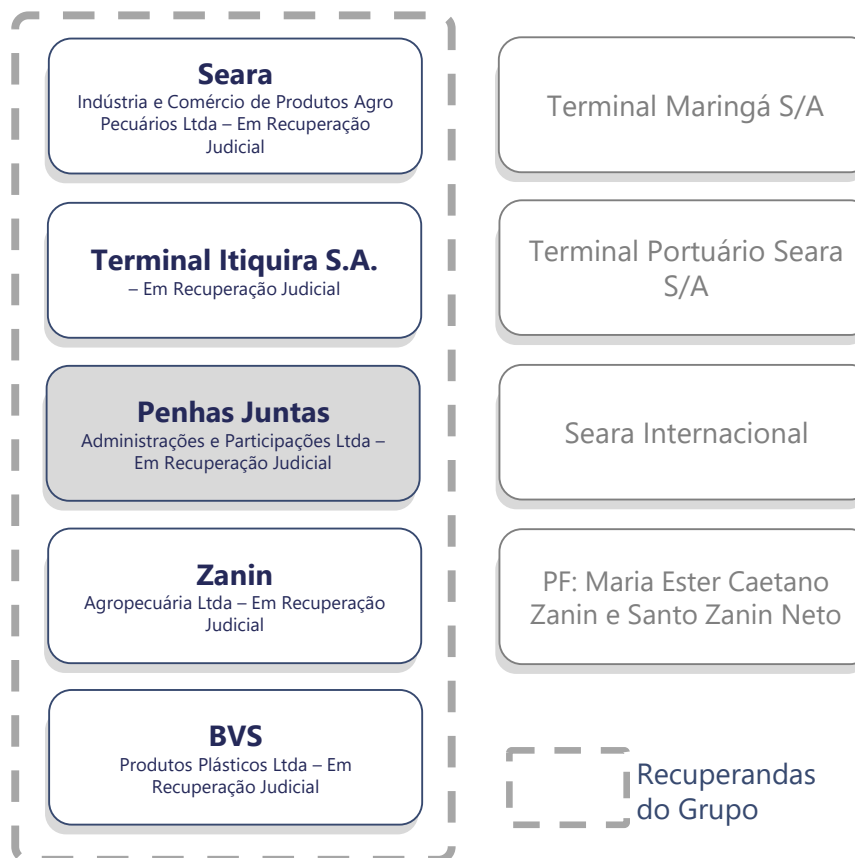 Seara
Indústria e Comércio de Produtos Agro
Pecuários Ltda – Em Recuperação
Judicial
Terminal Itiquira S.A.
– Em Recuperação Judicial
Penhas Juntas
Administrações e Participações Ltda –
Em Recuperação Judicial
Zanin
Agropecuária Ltda – Em Recuperação
Judicial
BVS
Produtos Plásticos Ltda – Em
Recuperação Judicial
Terminal Maringá S/A
Terminal Portuário Seara
S/A
Seara Internacional
PF: Maria Ester Caetano
Zanin e Santo Zanin Neto
Recuperandas
do Grupo